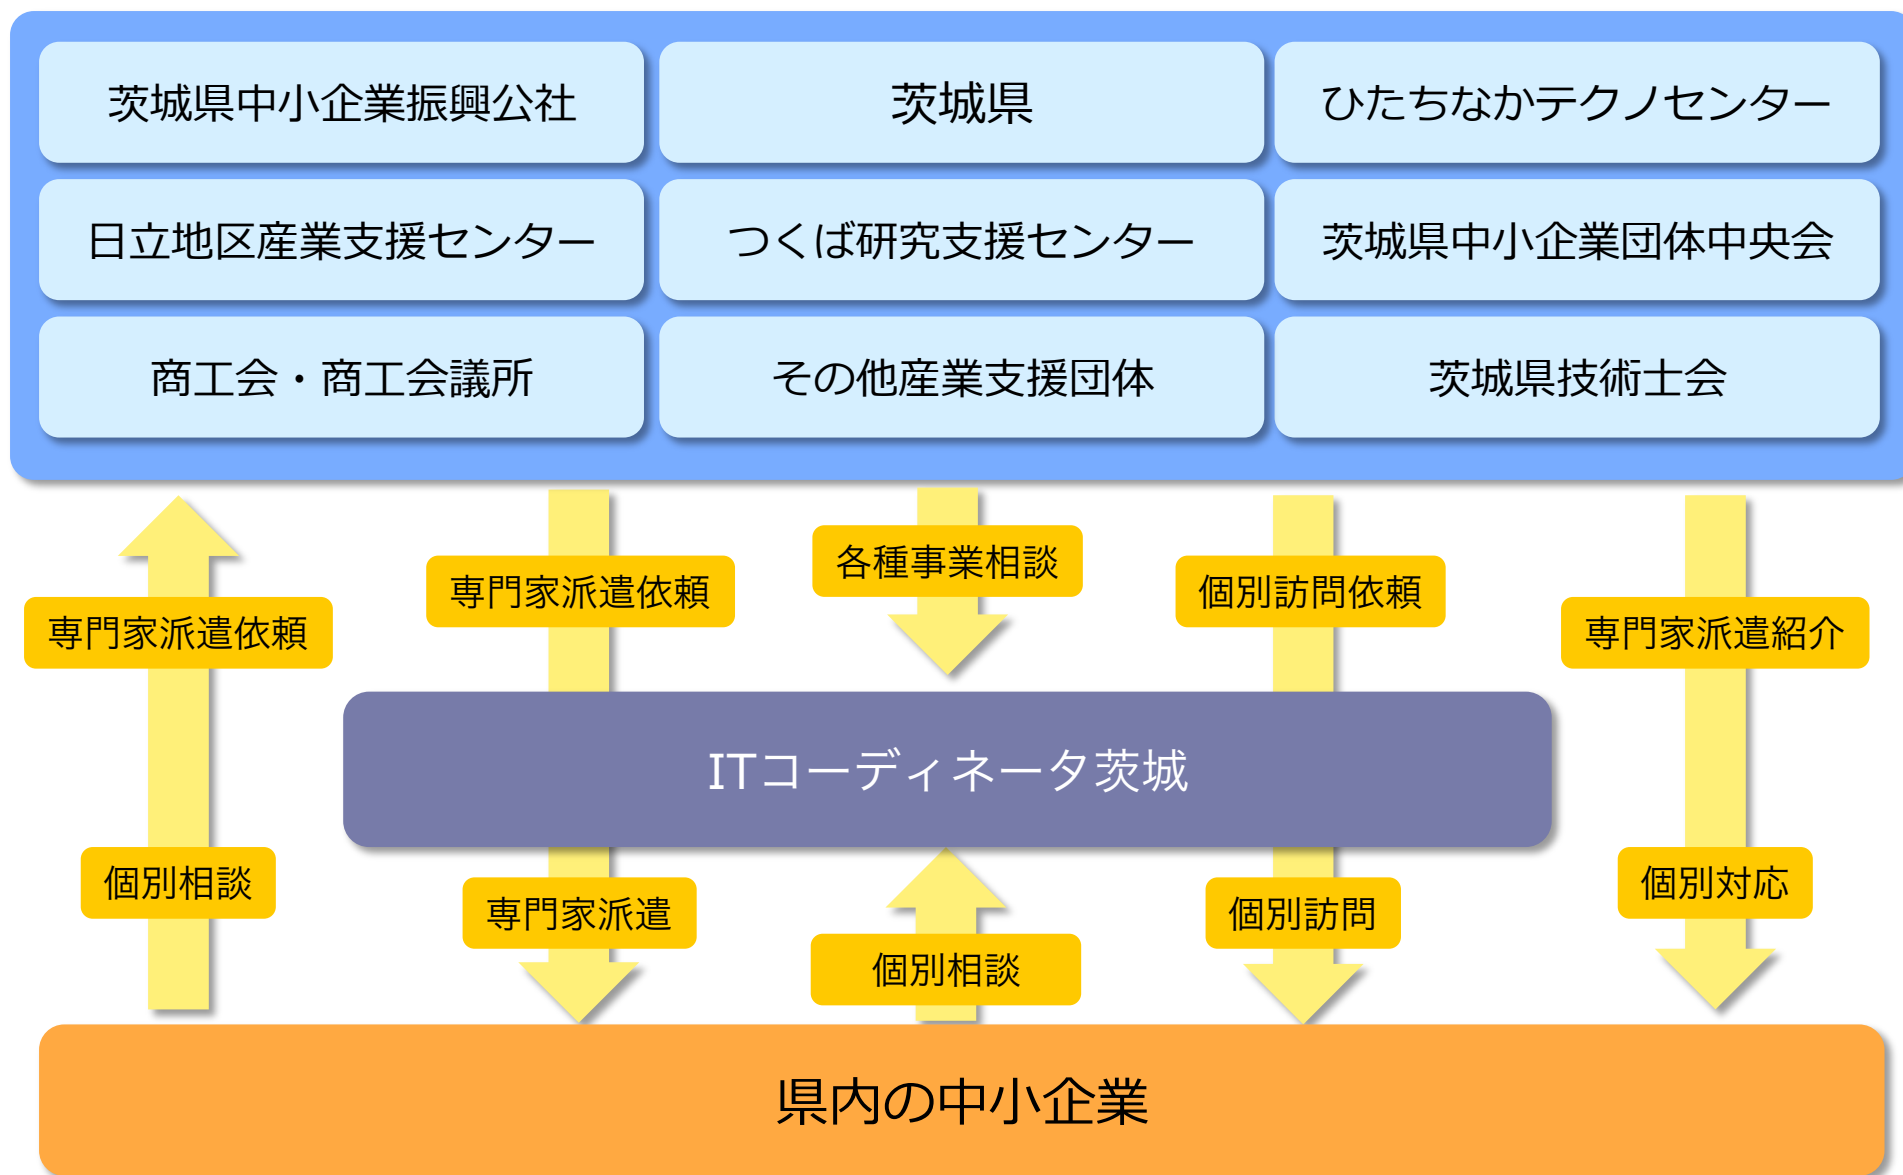 茨城県中小企業振興公社
茨城県
ひたちなかテクノセンター
日立地区産業支援センター
つくば研究支援センター
茨城県中小企業団体中央会
商工会・商工会議所
その他産業支援団体
茨城県技術士会
専門家派遣依頼
専門家派遣依頼
各種事業相談
個別訪問依頼
専門家派遣紹介
ITコーディネータ茨城
個別相談
専門家派遣
個別相談
個別訪問
個別対応
県内の中小企業